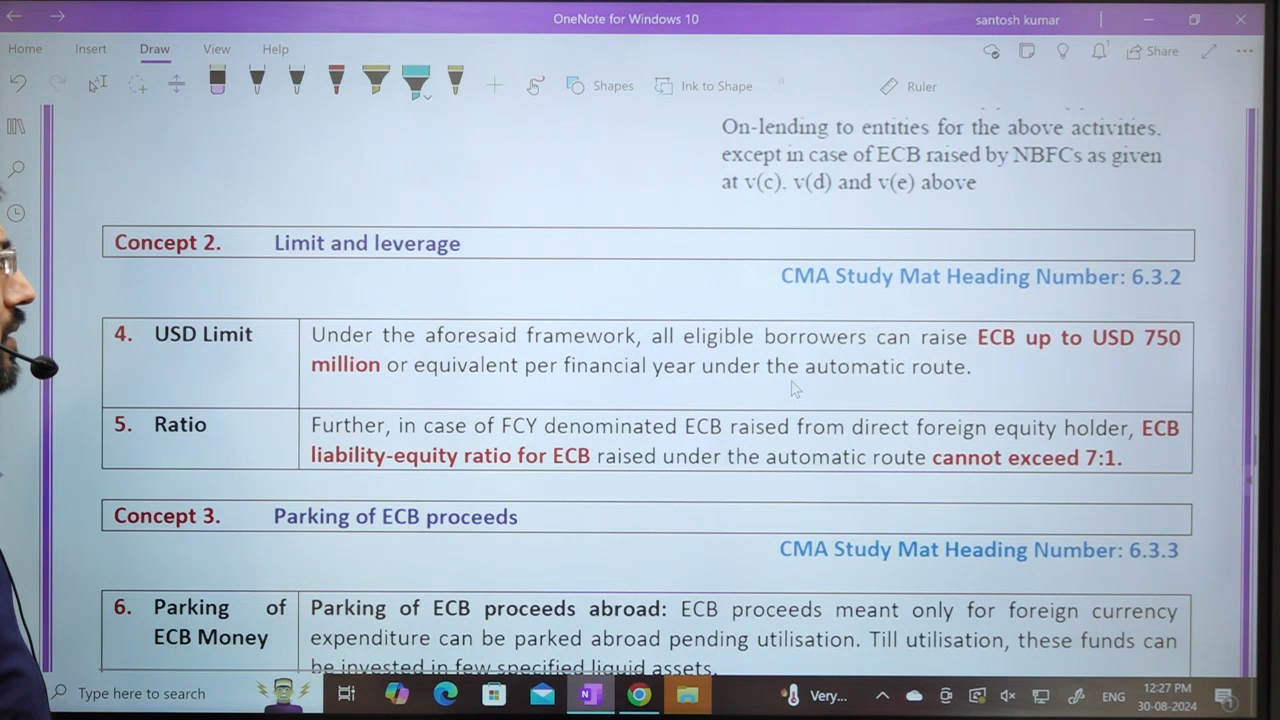 OneNote for Windows 10
santosh kumar
Home Insert Draw View Help
Share
Shapes Ink to Shape Ruler
On-lending to entities for the above activities.
except in case of ECB raised by NBFCs as given
at v(c). v(d) and v(e) above
Concept 2. Limit and leverage
CMA Study Mat Heading Number: 6.3.2
4. USD Limit Under the aforesaid framework, all eligible borrowers can raise ECB up to USD 750
million or equivalent per financial year under the automatic route.
5. Ratio Further, in case of FCY denominated ECB raised from direct foreign equity holder, ECB
liability-equity ratio for ECB raised under the automatic route cannot exceed 7:1.
Concept 3. Parking of ECB proceeds
CMA Study Mat Heading Number: 6.3.3
6. Parking of Parking of ECB proceeds abroad: ECB proceeds meant only for foreign currency
ECB Money expenditure can be parked abroad pending utilisation. Till utilisation, these funds can
be invested in few specified liquid assets.
Type here to search
Very...
ENG
12:27 PM
30-08-2024